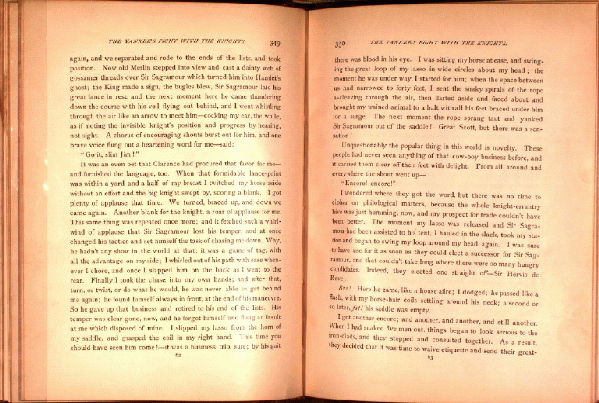 THE YANKEE'S FIGHT WITH THE KNIGHTS. 349
again, and we separated and rode to the ends of the lists, and took
position. Now old Merlin stepped into view and cast a dainty web of
gossamer threads over Sir Sagramour which turned him into Hamlet's
ghost; the King made a sign, the bugles blew, Sir Sagramour laid his
great lance in rest, and the next moment here he came thundering
down the course with his veil flying out behind, and I went whistling
through the air like an arrow to meet him—cocking my ear, the while,
as if noting the invisible knight's position and progress by hearing,
not sight. A chorus of encouraging shouts burst out for him, and one
brave voice flung out a heartening word for me—said:
"Go it, slim Jim!"
It was an even bet that Clarence had procured that favor for me—
and furnished the language, too. When that formidable lance-point
was within a yard and a half of my breast I twitched my horse aside
without an effort and the big knight swept by, scoring a blank. I got
plenty of applause that time. We turned, braced up, and down we
came again. Another blank for the knight, a roar of applause for me.
This same thing was repeated once more; and it fetched such a whirl-
wind of applause that Sir Sagramour lost his temper, and at once
changed his tactics and set himself the task of chasing me down. Why,
he hadn't any show in the world at that; it was a game of tag, with
all the advantage on my side; I whirled out of his path with ease when-
ever I chose, and once I slapped him on the back as I went to the
rear. Finally I took the chase into my own hands; and after that,
turn, or twist, or do what he would, he was never able to get behind
me again; he found himself always in front, at the end of his maneuver.
So he gave up that business and retired to his end of the lists. His
temper was clear gone, now, and he forgot himself and flung an insult
at me which disposed of mine. I slipped my lasso from the horn of
my saddle, and grasped the coil in my right hand. This time you
should have seen him come!—it was a business trip, sure; by his gait
350 THE YANKEE'S FIGHT WITH THE KNIGHTS.
there was blood in his eye. I was sitting my horse at ease, and swing-
ing the great loop of my lasso in wide circles about my head; the
moment he was under way, I started for him; when the space between
us had narrowed to forty feet, I sent the snaky spirals of the rope
a-cleaving through the air, then darted aside and faced about and
brought my trained animal to a halt with all his feet braced under him
for a surge. The next moment the rope sprang taut and yanked
Sir Sagramour out of the saddle! Great Scott, but there was a sen-
sation!
Unquestionably the popular thing in this world is novelty. These
people had never seen anything of that cow-boy business before, and
it carried them clear off their feet with delight. From all around and
everywhere, the shout went up—
"Encore! encore!"
I wondered where they got the word, but there was no time to
cipher on philological matters, because the whole knight-errantry
hive was just humming, now, and my prospect for trade couldn't have
been better. The moment my lasso was released and Sir Sagra-
mour had been assisted to his tent, I hauled in the slack, took my sta-
tion and began to swing my loop around my head again. I was sure
to have use for it as soon as they could elect a successor for Sir Sag-
ramour, and that couldn't take long where there were so many hungry
candidates. Indeed, they elected one straight off—Sir Hervis de
Revel.
Bzz! Here he came, like a house afire; I dodged; he passed like a
flash, with my horse-hair coils settling around his neck; a second or
so later, fst! his saddle was empty.
I got another encore; and another, and another, and still another.
When I had snaked five men out, things began to look serious to the
iron-clads, and they stopped and consulted together. As a result,
they decided that it was time to waive etiquette and send their great-